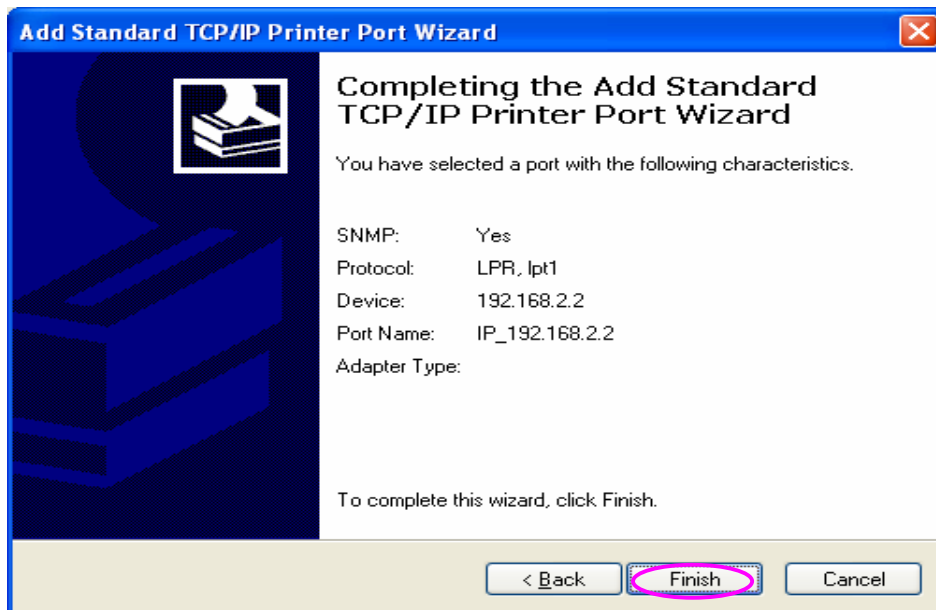 Add Standard TCP/IP Printer Port Wizard
Completing the Add Standard
TCP/IP Printer Port Wizard
You have selected a port with the following characteristics.
SNMP: Yes
Protocol: LPR, lpt1
Device: 192.168.2.2
Port Name: IP_192.168.2.2
Adapter Type:
To complete this wizard, click Finish.
< Back Finish Cancel